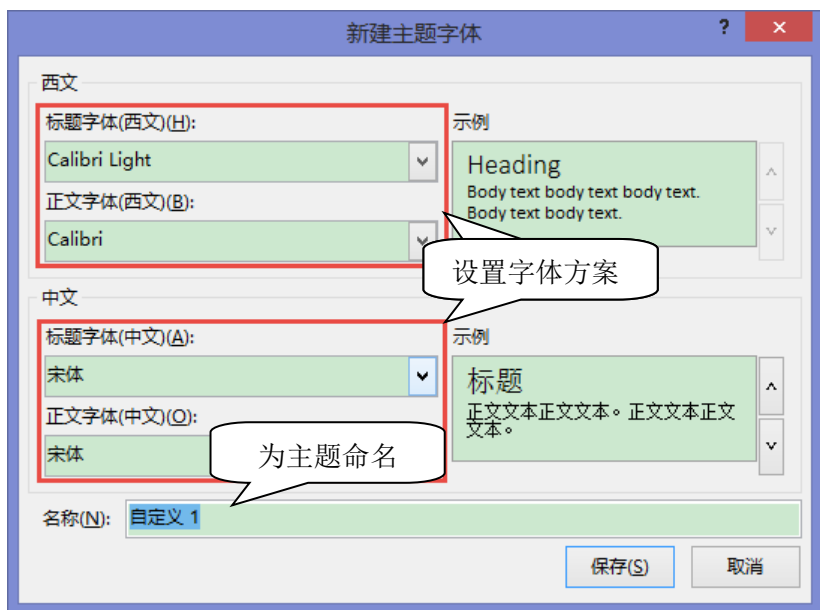 新建主题字体
?
×
西文
标题字体(西文)(H):
Calibri Light
正文字体(西文)(B):
Calibri
示例
Heading
Body text body text body text.
Body text body text.
设置字体方案
中文
标题字体(中文)(A):
宋体
正文字体(中文)(O):
宋体
示例
标题
正文文本正文文本。正文文本正文
文本。
为主题命名
名称(N):
自定义 1
保存(S)
取消